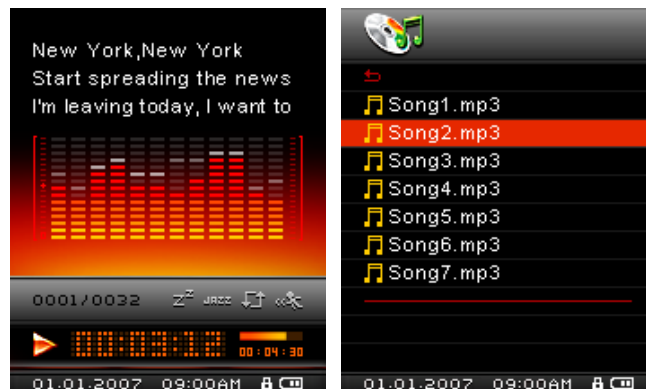 New York,New York
Start spreading the news
I'm leaving today, I want to
0001/0032 Zz JAZZ
00:03:12 00:04:30
01.01.2007 09:00AM
Song1.mp3
Song2.mp3
Song3.mp3
Song4.mp3
Song5.mp3
Song6.mp3
Song7.mp3
01.01.2007 09:00AM